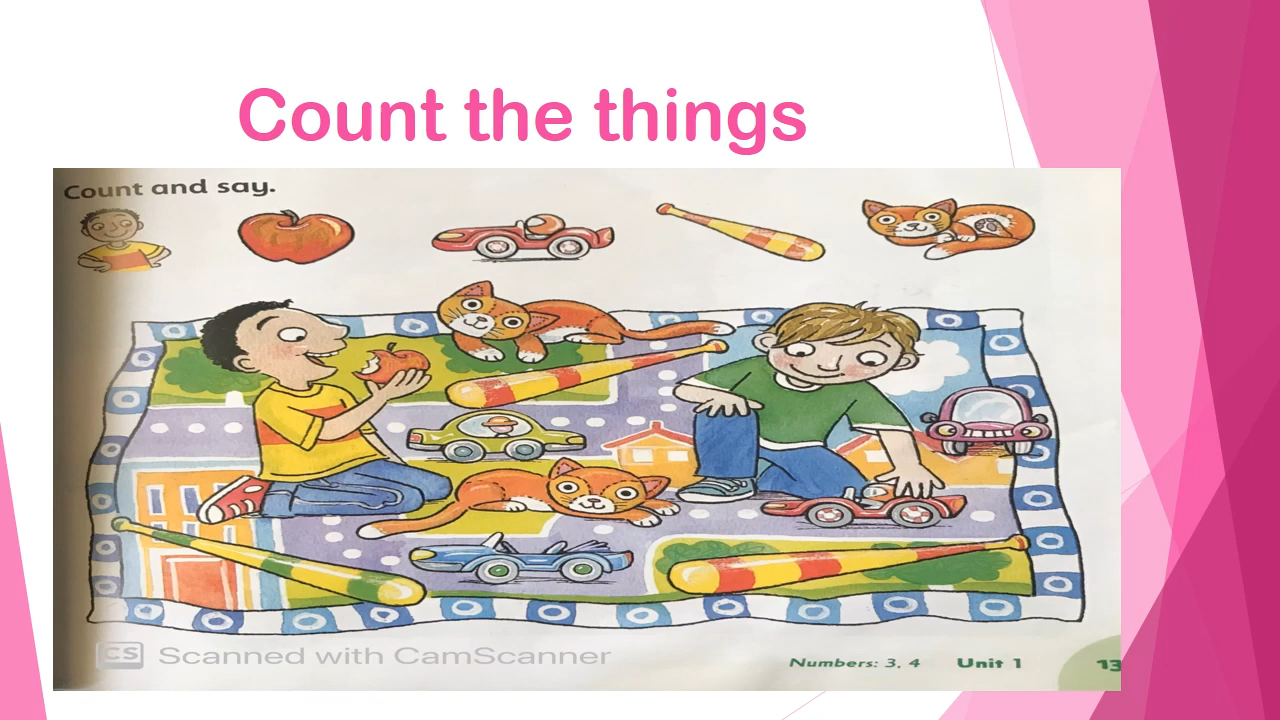 Count the things
Count and say.
CS Scanned with CamScanner
Numbers: 3, 4 Unit 1 13